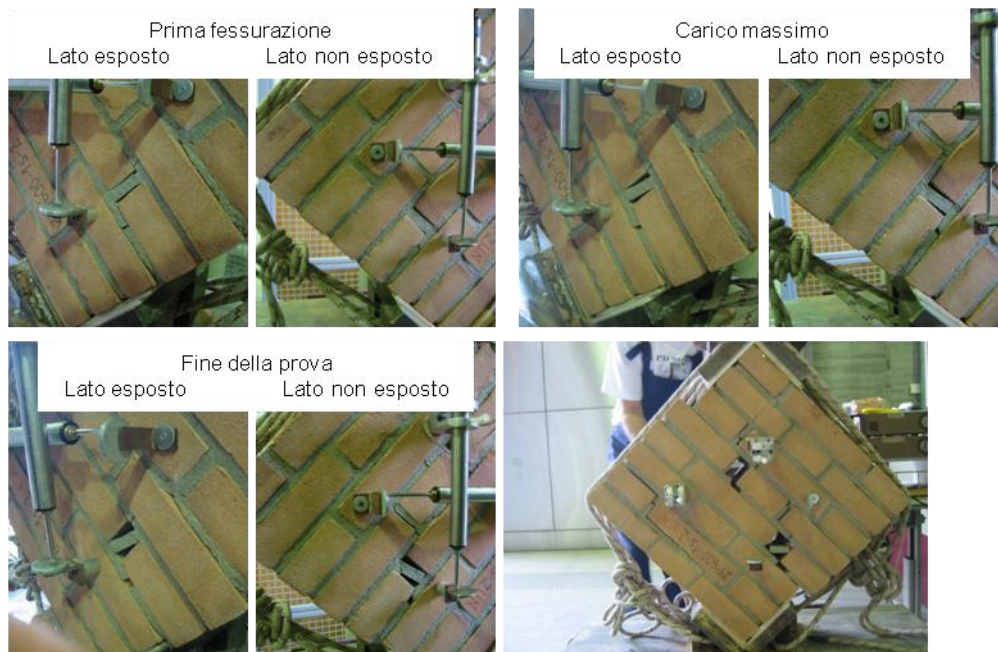 Prima fessurazione
Lato esposto
Lato non esposto
Carico massimo
Lato esposto
Lato non esposto
Fine della prova
Lato esposto
Lato non esposto